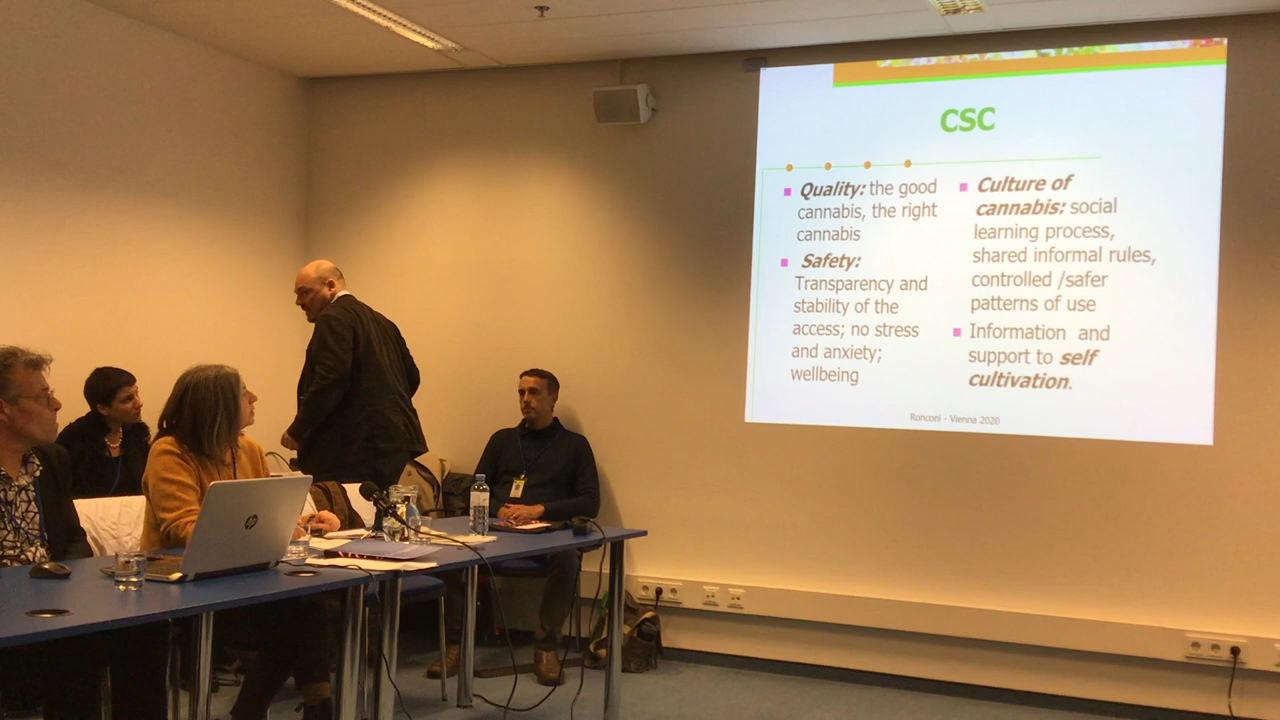 CSC
Quality: the good
cannabis, the right
cannabis
Safety:
Transparency and
stability of the
access; no stress
and anxiety;
wellbeing
Culture of
cannabis: social
learning process,
shared informal rules,
controlled /safer
patterns of use
Information and
support to self
cultivation.
Ronconi - Vienna 2020
hp